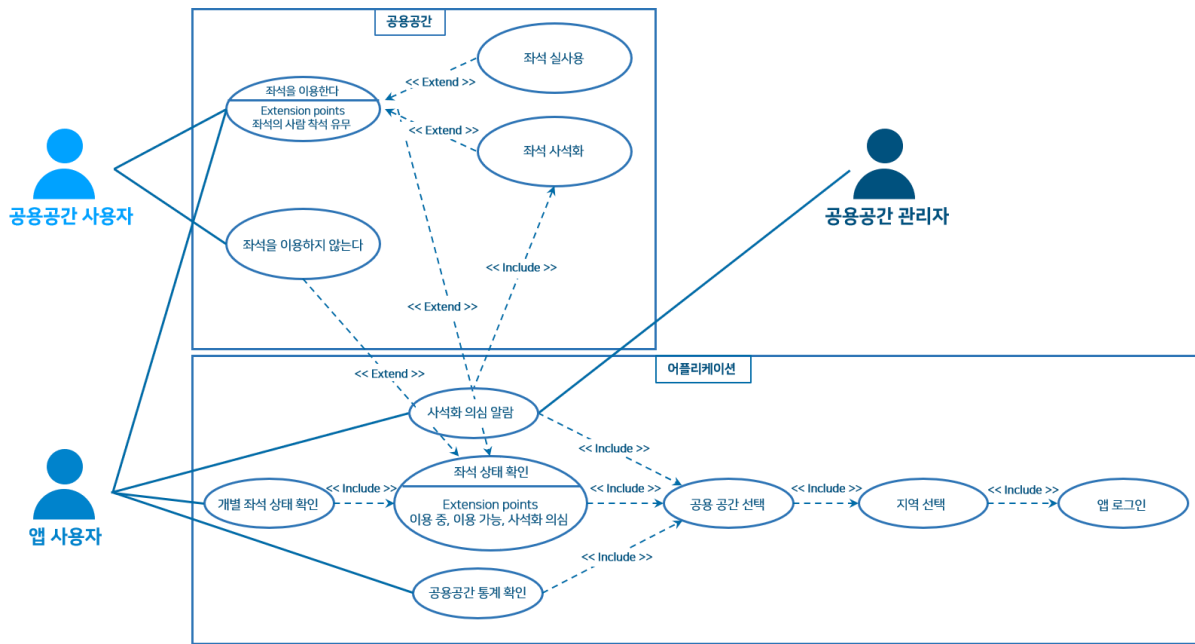 공용공간
좌석 실사용
<< Extend >>
좌석을 이용한다
Extension points
좌석의 사람 착석 유무
<< Extend >>
좌석 사석화
공용공간 사용자
공용공간 관리자
좌석을 이용하지 않는다
<< Include >>
<< Extend >>
어플리케이션
<< Extend >>
사석화 의심 알람
<< Include >>
좌석 상태 확인
개별 좌석 상태 확인
<< Include >>
Extension points
이용 중, 이용 가능, 사석화 의심
<< Include >>
공용 공간 선택
<< Include >>
지역 선택
<< Include >>
앱 로그인
앱 사용자
<< Include >>
공용공간 통계 확인